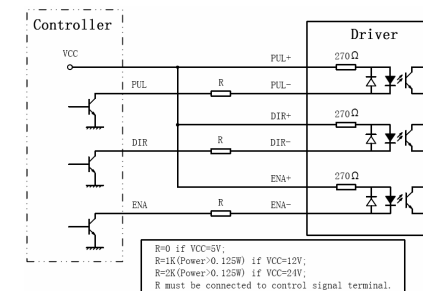 Controller
Driver
VCC
PUL+
270Ω
PUL
R
PUL-
DIR+
270Ω
DIR
R
DIR-
ENA+
270Ω
ENA
R
ENA-
R=0 if VCC=5V;
R=1K(Power>0.125W) if VCC=12V;
R=2K(Power>0.125W) if VCC=24V;
R must be connected to control signal terminal.